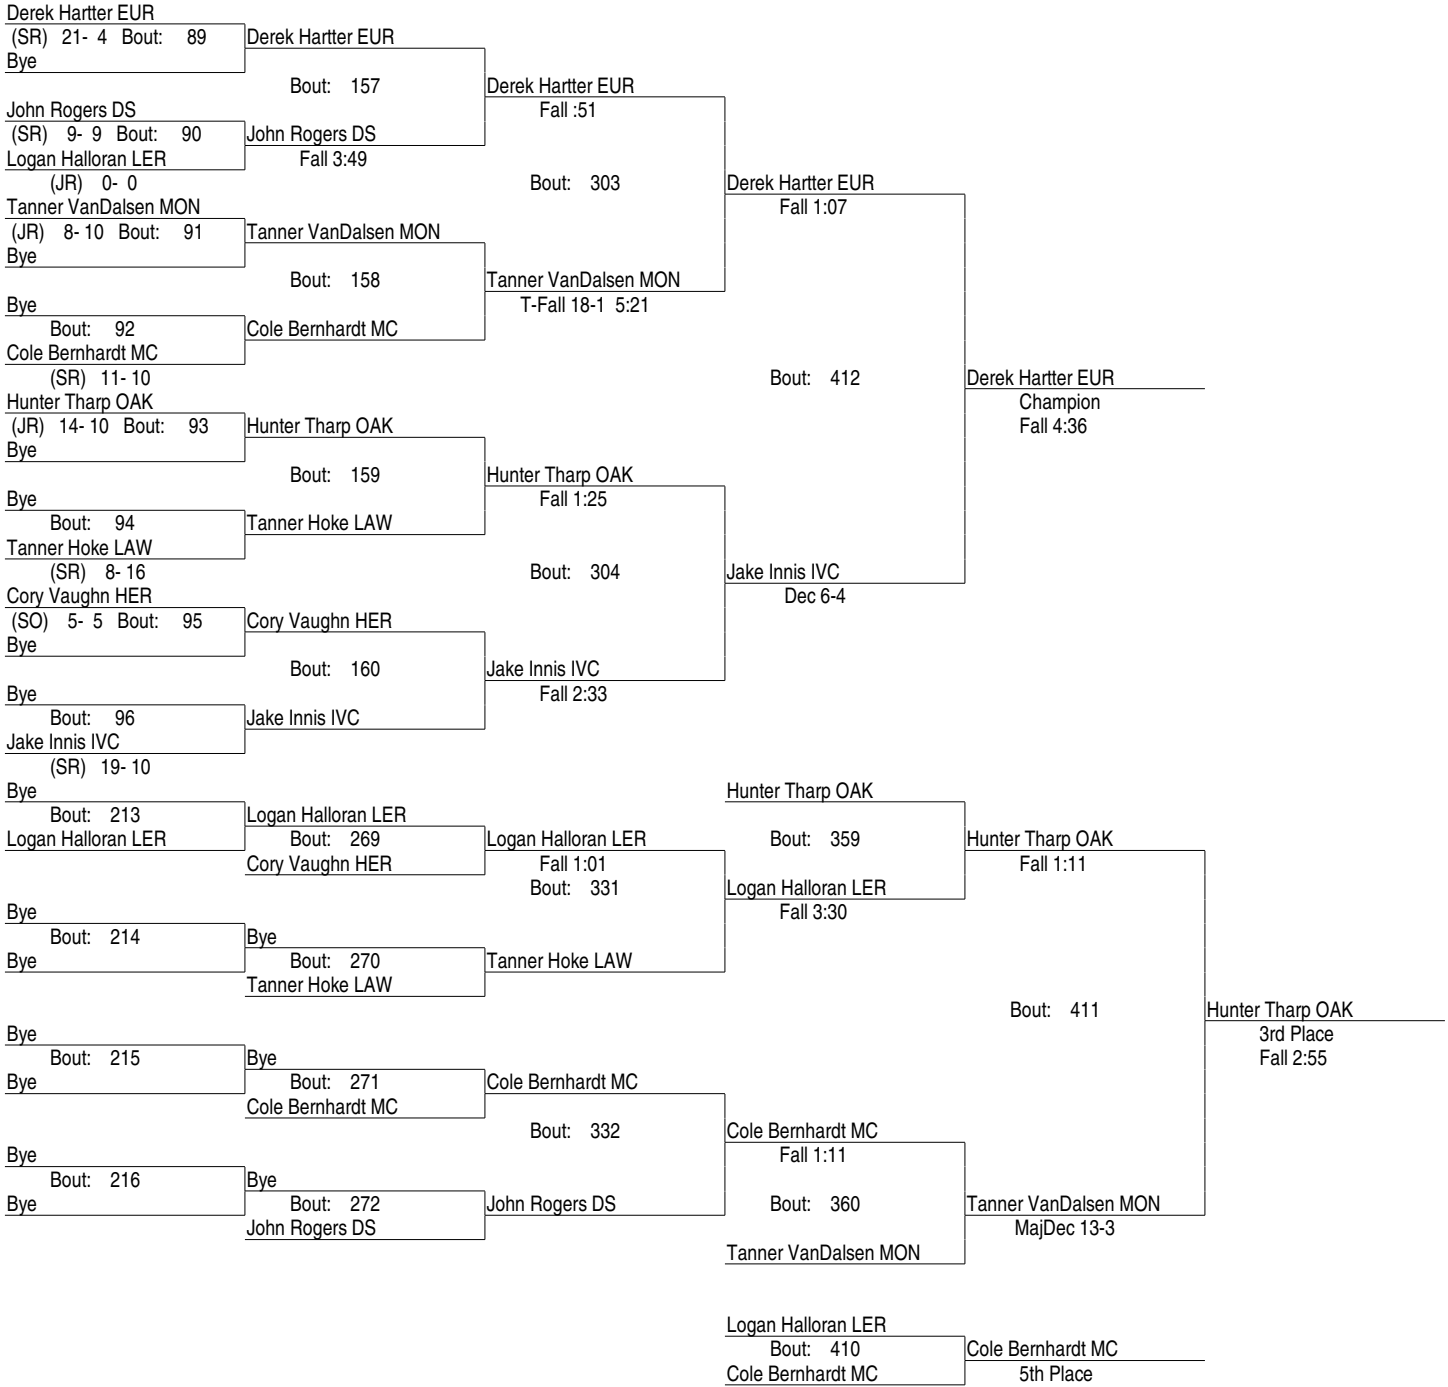 Derek Hartter EUR
(SR) 21- 4 Bout: 89 Derek Hartter EUR
Bye
Bout: 157 Derek Hartter EUR
John Rogers DS Fall :51
(SR) 9- 9 Bout: 90 John Rogers DS
Logan Halloran LER Fall 3:49
(JR) 0- 0 Bout: 303 Derek Hartter EUR
Tanner VanDalsen MON Fall 1:07
(JR) 8- 10 Bout: 91 Tanner VanDalsen MON
Bye
Bout: 158 Tanner VanDalsen MON
Bye T-Fall 18-1 5:21
Bout: 92 Cole Bernhardt MC
Cole Bernhardt MC
(SR) 11- 10 Bout: 412 Derek Hartter EUR
Hunter Tharp OAK Champion
(JR) 14- 10 Bout: 93 Hunter Tharp OAK Fall 4:36
Bye
Bout: 159 Hunter Tharp OAK
Bye Fall 1:25
Bout: 94 Tanner Hoke LAW
Tanner Hoke LAW
(SR) 8- 16 Bout: 304 Jake Innis IVC
Cory Vaughn HER Dec 6-4
(SO) 5- 5 Bout: 95 Cory Vaughn HER
Bye
Bout: 160 Jake Innis IVC
Bye Fall 2:33
Bout: 96 Jake Innis IVC
Jake Innis IVC
(SR) 19- 10
Bye Hunter Tharp OAK
Bout: 213 Logan Halloran LER
Logan Halloran LER Bout: 269 Logan Halloran LER Bout: 359 Hunter Tharp OAK
Cory Vaughn HER Fall 1:01 Fall 1:11
Bout: 331 Logan Halloran LER
Bye Fall 3:30
Bout: 214 Bye
Bye Bout: 270 Tanner Hoke LAW
Tanner Hoke LAW
Bout: 411 Hunter Tharp OAK
Bye 3rd Place
Bout: 215 Bye Fall 2:55
Bye Bout: 271 Cole Bernhardt MC
Cole Bernhardt MC
Bout: 332 Cole Bernhardt MC
Bye Fall 1:11
Bout: 216 Bye
Bye Bout: 272 John Rogers DS Bout: 360 Tanner VanDalsen MON
John Rogers DS MajDec 13-3
Tanner VanDalsen MON
Logan Halloran LER
Bout: 410 Cole Bernhardt MC
Cole Bernhardt MC 5th Place